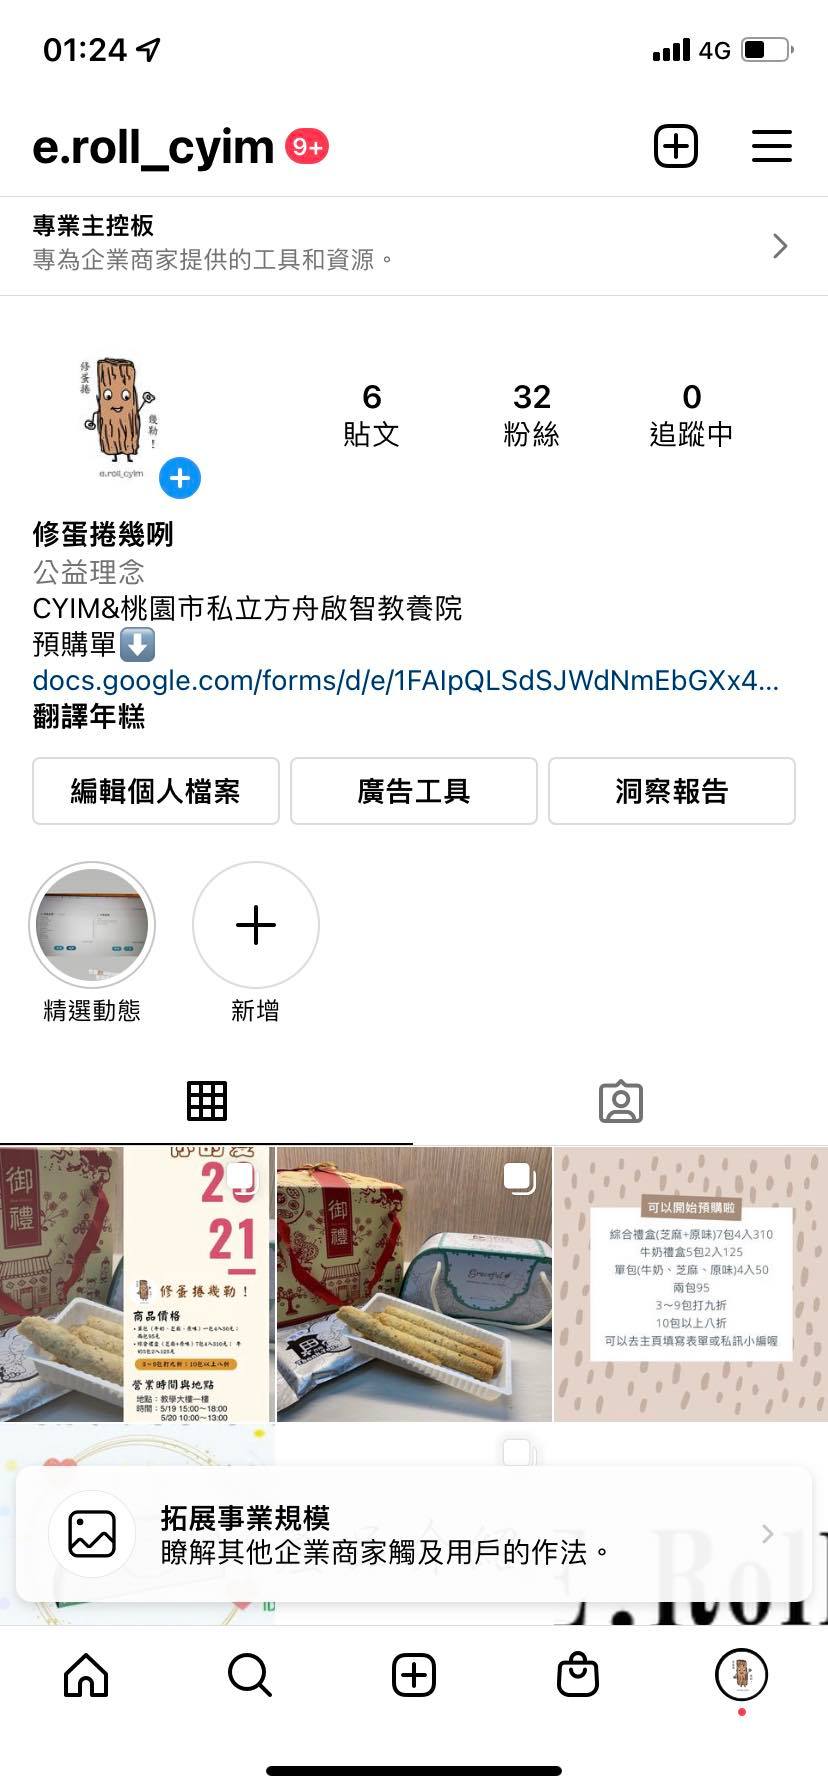 01:24
4G
e.roll_cyim 9+
專業主控板
專為企業商家提供的工具和資源。
修蛋捲
幾勒！
e.roll_cyim
6
貼文
32
粉絲
0
追蹤中
修蛋捲幾咧
公益理念
CYIM&桃園市私立方舟啟智教養院
預購單⬇️
docs.google.com/forms/d/e/1FAIpQLSdSJWdNmEbGXx4...
翻譯年糕
編輯個人檔案
廣告工具
洞察報告
精選動態
新增
御禮
2021
修蛋捲幾勒！
商品價格
3～9包打九折；10包以上八折
營業時間與地點
地點：教學大樓一樓
時間：5/19 15:00~18:00
5/20 10:00~13:00
御禮
Graceful
可以開始預購啦
綜合禮盒(芝麻+原味)7包4入310
牛奶禮盒5包2入125
單包(牛奶、芝麻、原味)4入50
兩包95
3～9包打九折
10包以上八折
可以去主頁填寫表單或私訊小編喔
拓展事業規模
瞭解其他企業商家觸及用戶的作法。